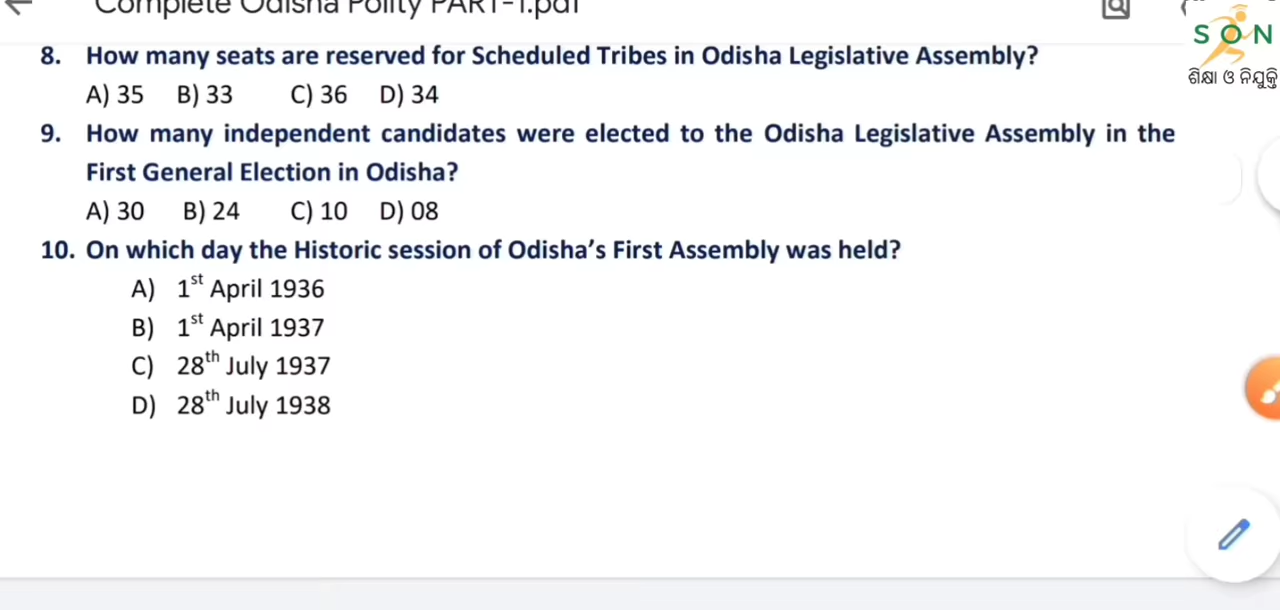 Complete Odisha Polity PART-1.pdf
SON
ଶିକ୍ଷା ଓ ନିଯୁକ୍ତି
8. How many seats are reserved for Scheduled Tribes in Odisha Legislative Assembly?
A) 35 B) 33 C) 36 D) 34
9. How many independent candidates were elected to the Odisha Legislative Assembly in the
First General Election in Odisha?
A) 30 B) 24 C) 10 D) 08
10. On which day the Historic session of Odisha's First Assembly was held?
A) 1st April 1936
B) 1st April 1937
C) 28th July 1937
D) 28th July 1938